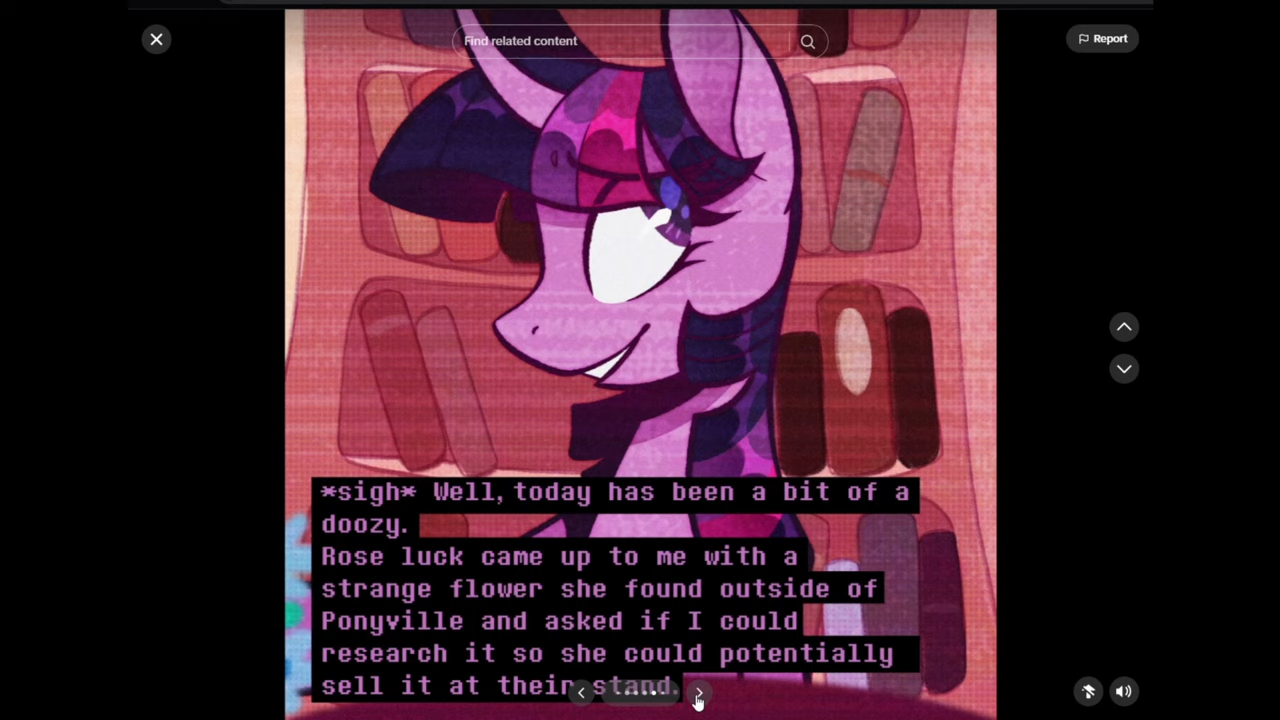 Find related content
Report
*sigh* Well, today has been a bit of a
doozy.
Rose luck came up to me with a
strange flower she found outside of
Ponyville and asked if I could
research it so she could potentially
sell it at their stand.